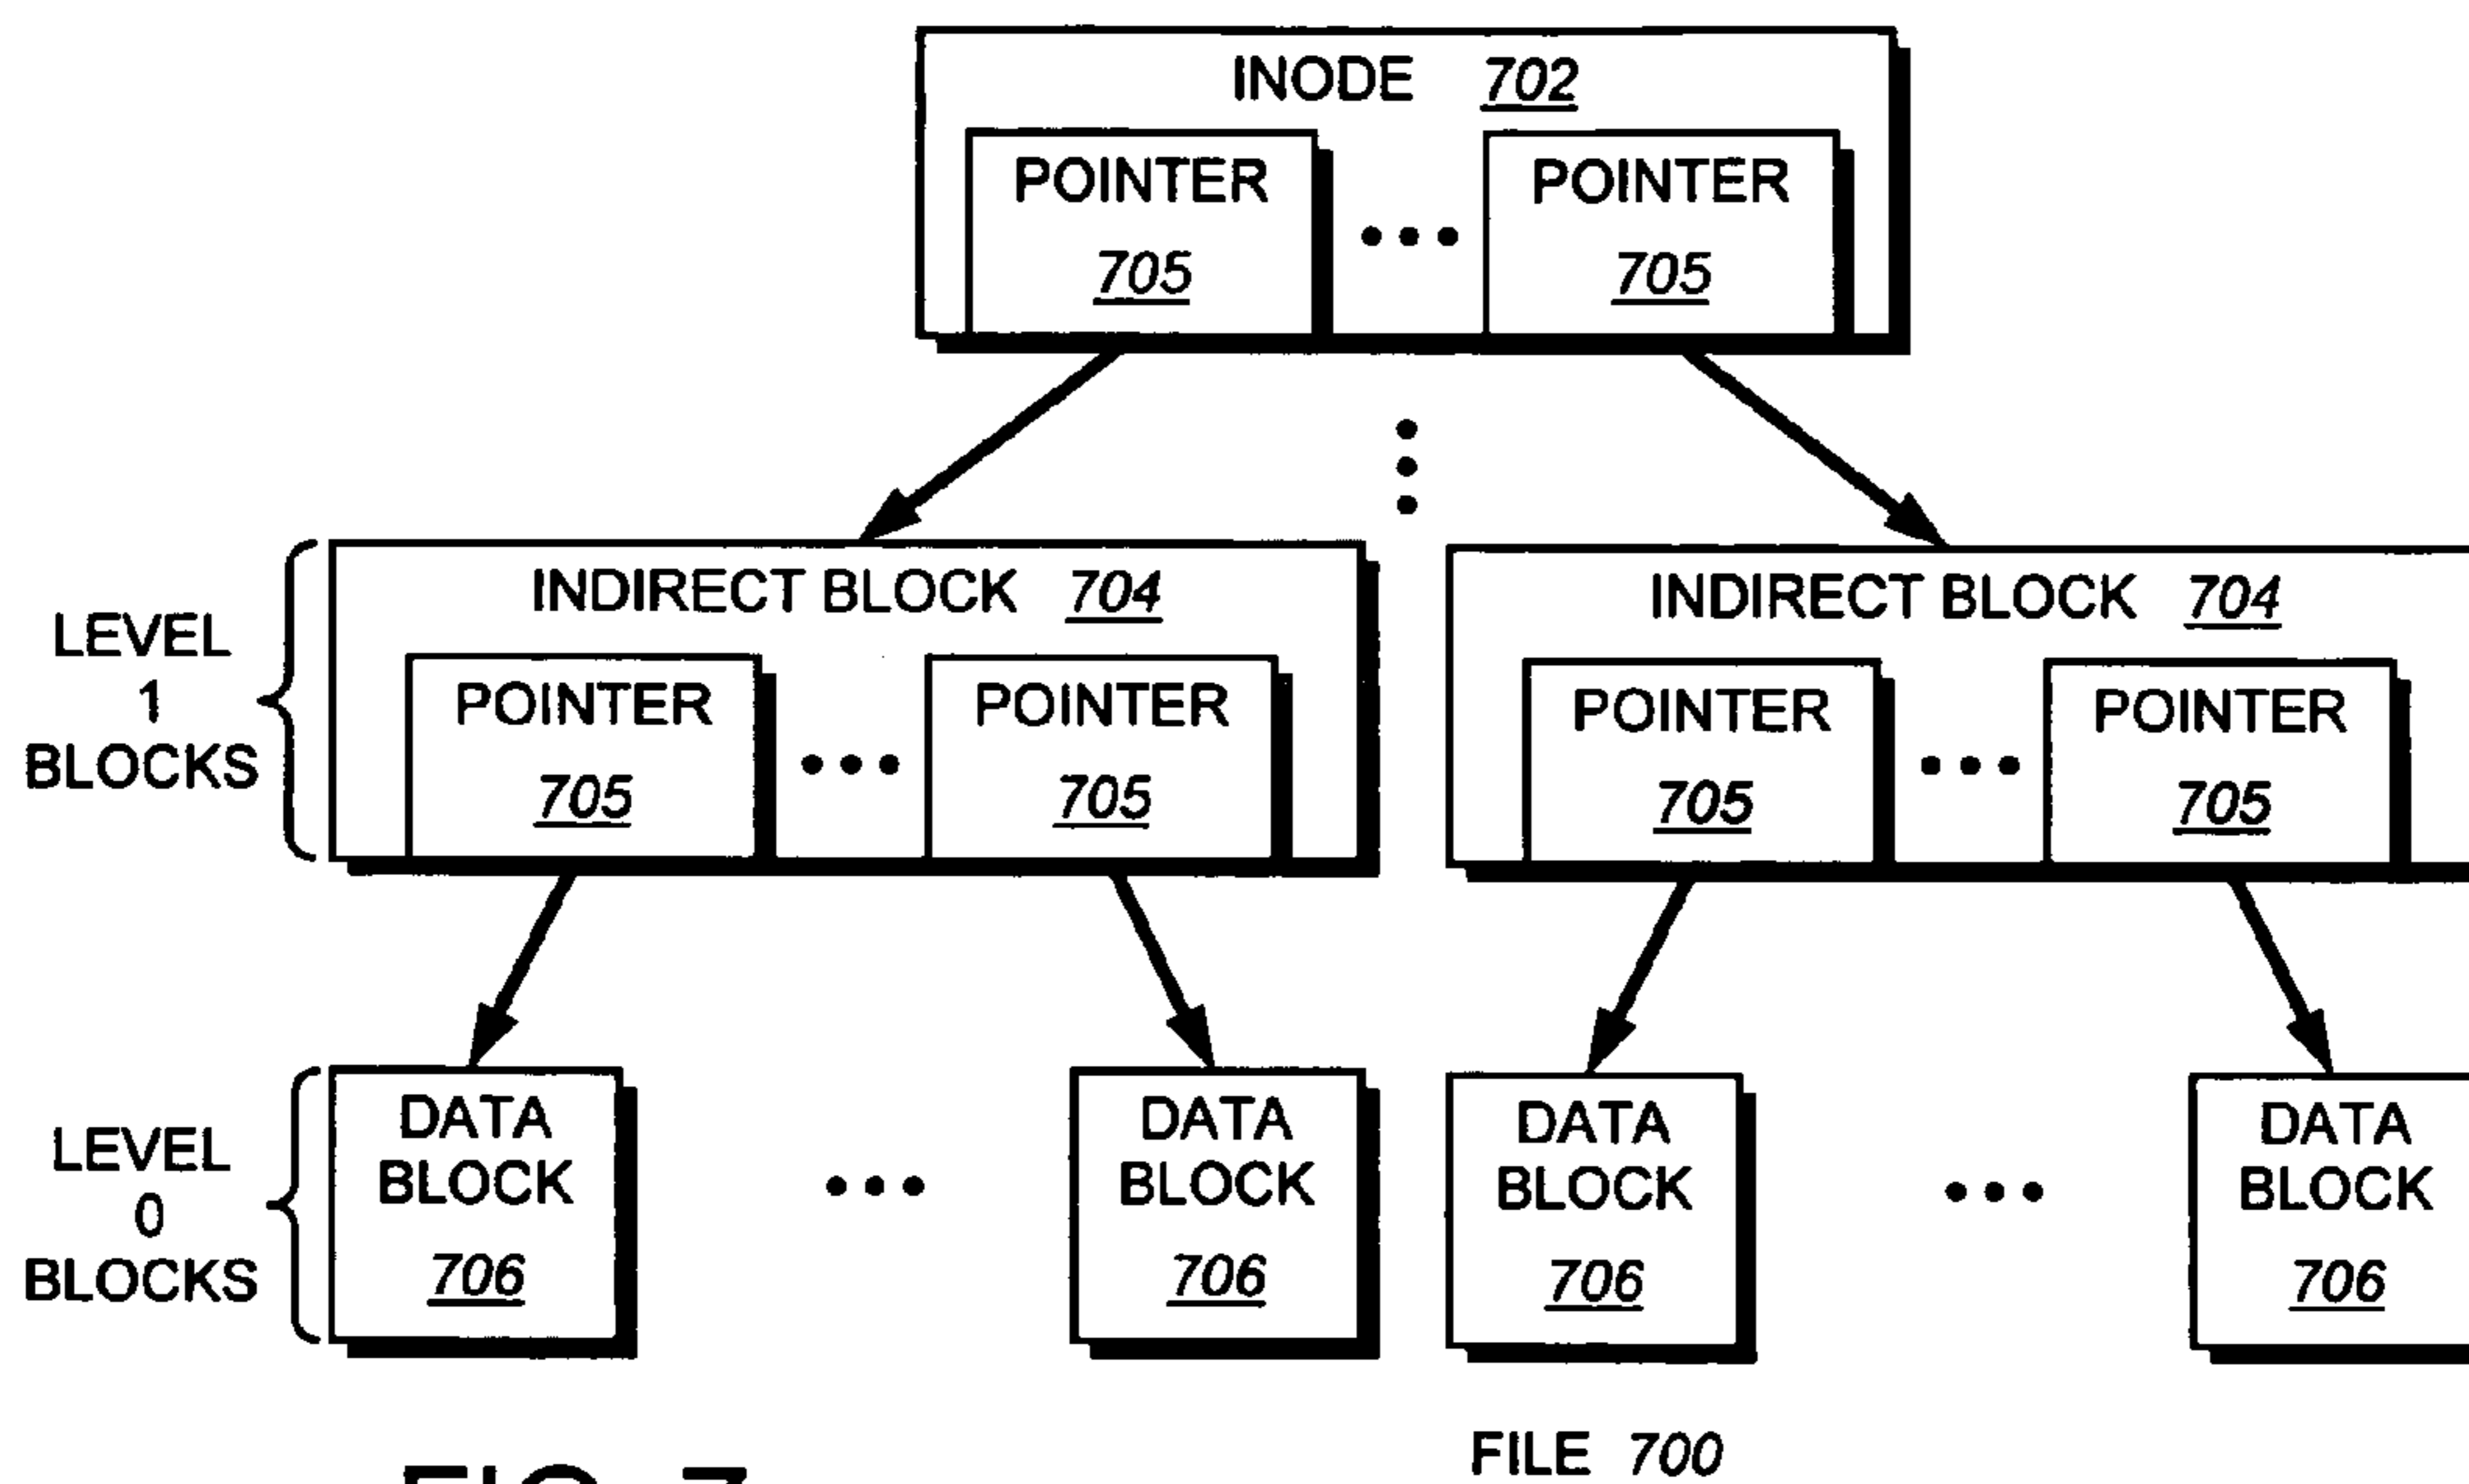 INODE 702
POINTER POINTER
705 705
INDIRECT BLOCK 704 INDIRECT BLOCK 704
LEVEL
1
BLOCKS
POINTER POINTER POINTER POINTER
705 705 705 705
LEVEL
0
BLOCKS
DATA DATA DATA DATA
BLOCK BLOCK BLOCK BLOCK
706 706 706 706
FILE 700
FIG. 7